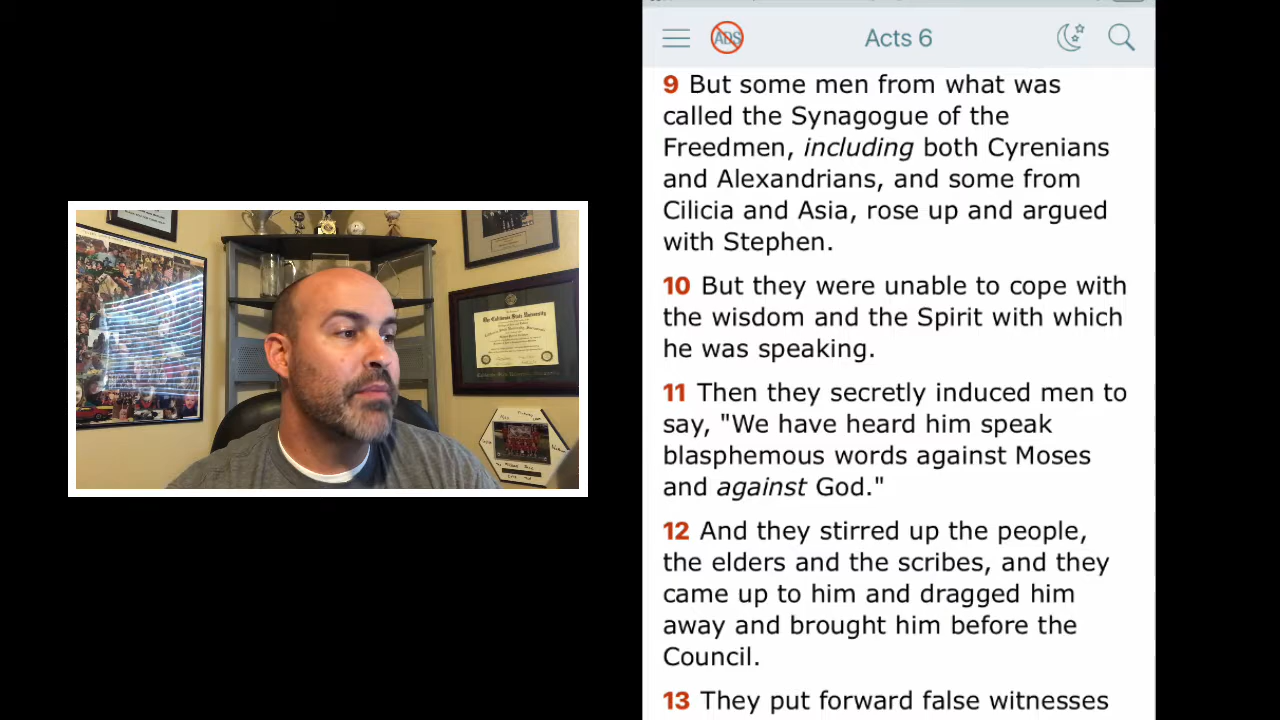 The California State University
ADS
Acts 6
9 But some men from what was
called the Synagogue of the
Freedmen, including both Cyrenians
and Alexandrians, and some from
Cilicia and Asia, rose up and argued
with Stephen.
10 But they were unable to cope with
the wisdom and the Spirit with which
he was speaking.
11 Then they secretly induced men to
say, "We have heard him speak
blasphemous words against Moses
and against God."
12 And they stirred up the people,
the elders and the scribes, and they
came up to him and dragged him
away and brought him before the
Council.
13 They put forward false witnesses